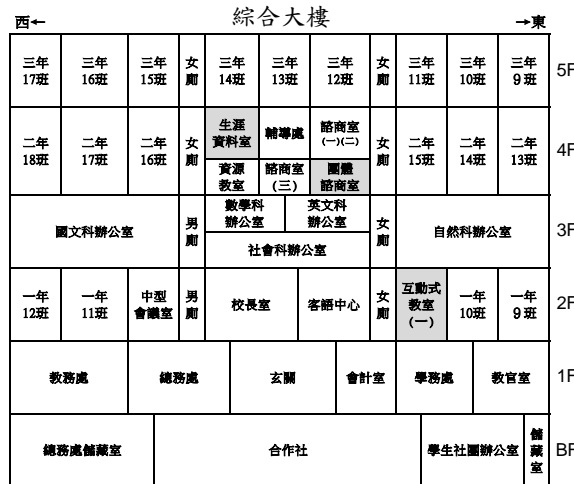 綜合大樓
西← →東
三年 三年 三年 女 三年 三年 三年 女 三年 三年 三年 5F
17班 16班 15班 廁 14班 13班 12班 廁 11班 10班 9班
二年 二年 二年 女 生涯 輔導處 諮商室 女 二年 二年 二年 4F
18班 17班 16班 廁 資料室 (一)(二) 廁 15班 14班 13班
資源 諮商室 團體
教室 (三) 諮商室
國文科辦公室 男 數學科 英文科 女 自然科辦公室 3F
廁 辦公室 辦公室 廁
社會科辦公室
一年 一年 中型 男 校長室 客語中心 女 互動式 一年 一年 2F
12班 11班 會議室 廁 廁 教室 10班 9班
(一)
教務處 總務處 玄關 會計室 學務處 教官室 1F
總務處儲藏室 合作社 學生社團辦公室 儲 BF
藏
室